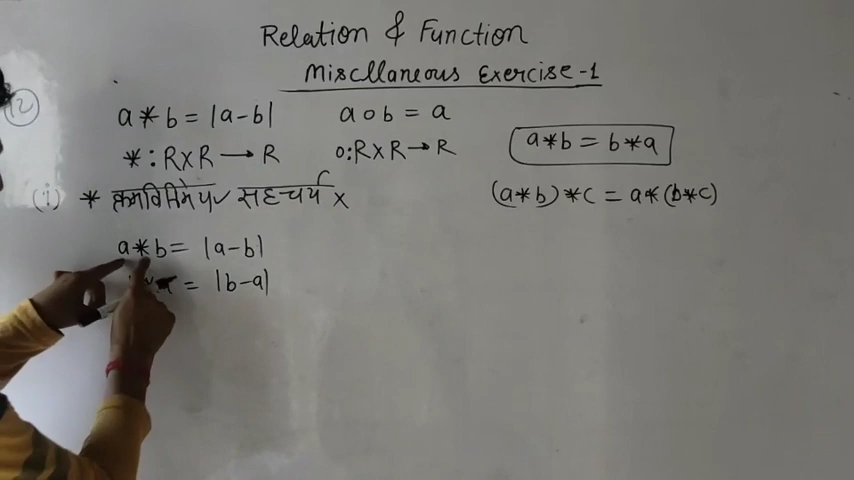 Relation & Function
Miscllaneous Exercise-1
12
a * b = |a-b| a o b = a
* : R×R → R o:R×R → R
a * b = b * a
(i) * क्रमविनिमेय✓ सहचर्य ×
(a*b)*c = a*(b*c)
a*b = |a-b|
= |b-a|